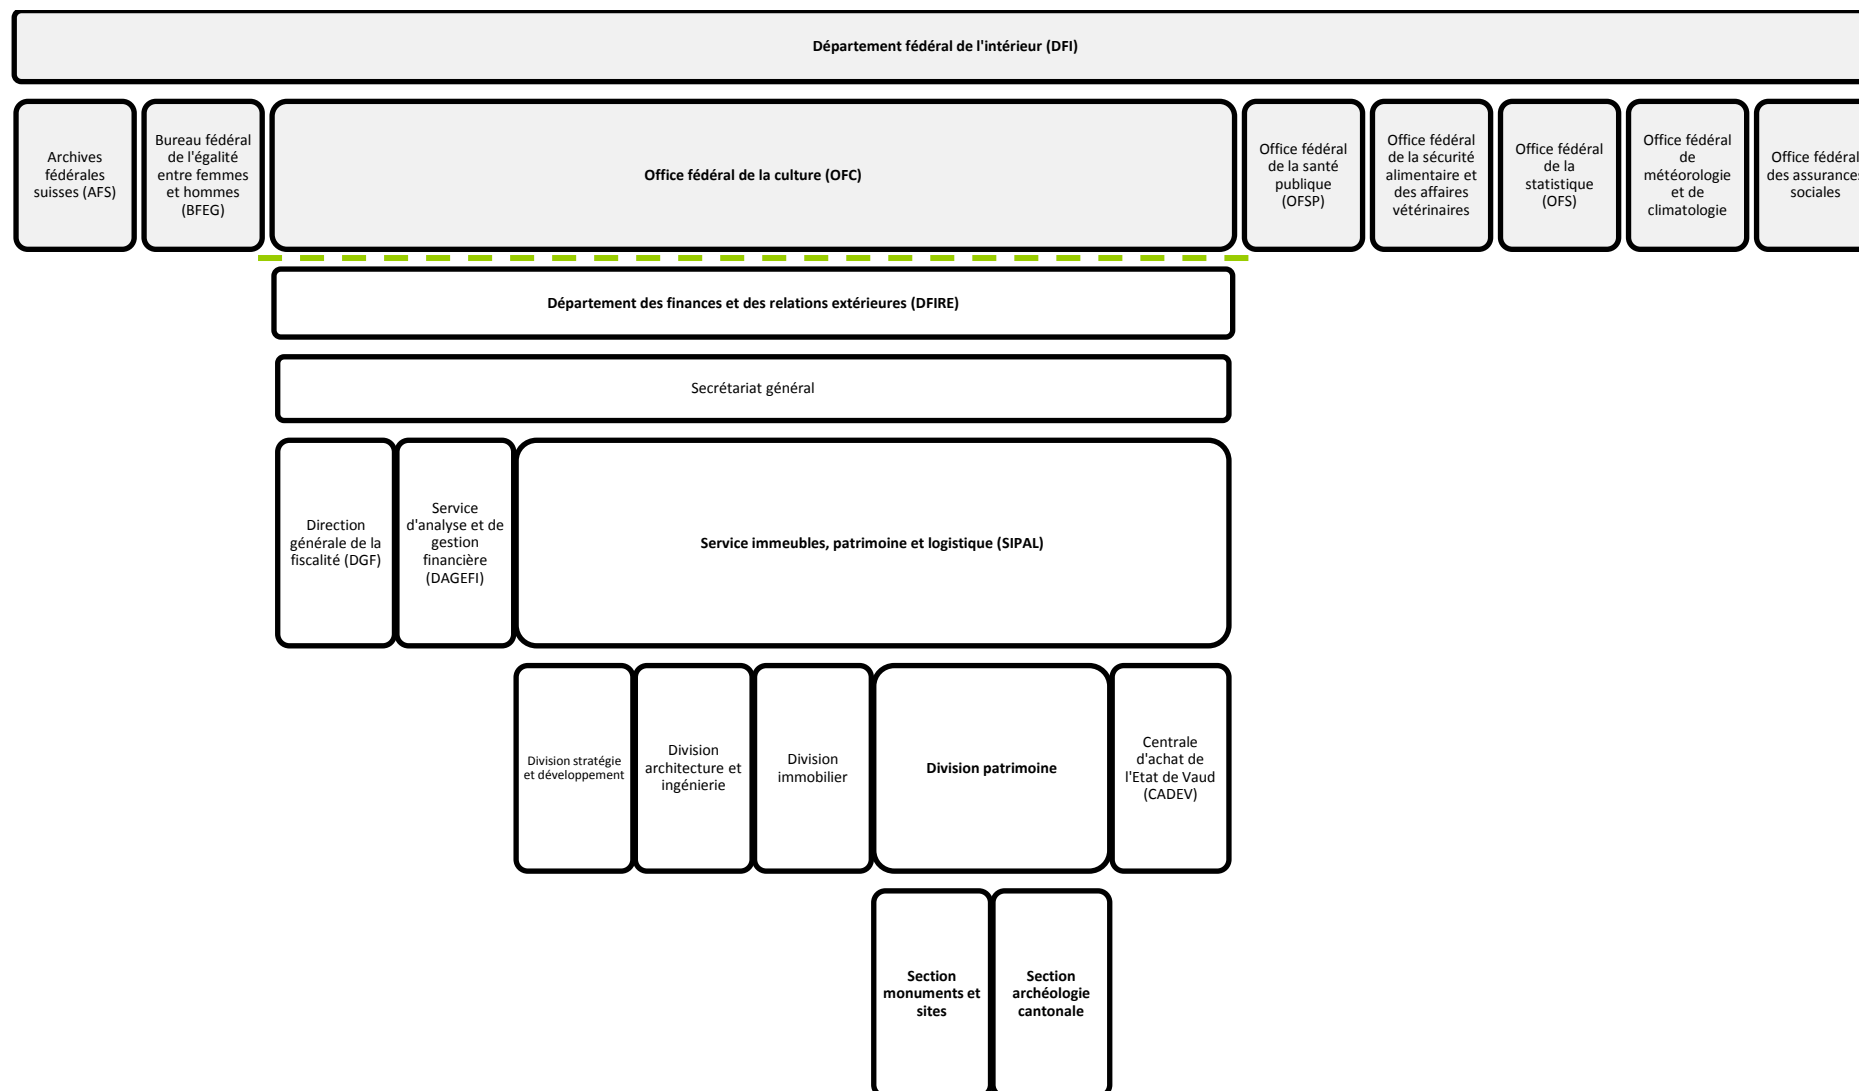 Département fédéral de l'intérieur (DFI)
Archives
fédérales
suisses (AFS)
Bureau fédéral
de l'égalité
entre femmes
et hommes
(BFEG)
Office fédéral de la culture (OFC)
Office fédéral
de la santé
publique
(OFSP)
Office fédéral
de la sécurité
alimentaire et
des affaires
vétérinaires
Office fédéral
de la
statistique
(OFS)
Office fédéral
de
météorologie
et de
climatologie
Office fédéral
des assurances
sociales
Département des finances et des relations extérieures (DFIRE)
Secrétariat général
Direction
générale de la
fiscalité (DGF)
Service
d'analyse et de
gestion
financière
(DAGEFI)
Service immeubles, patrimoine et logistique (SIPAL)
Division stratégie
et développement
Division
architecture et
ingénierie
Division
immobilier
Division patrimoine
Centrale
d'achat de
l'Etat de Vaud
(CADEV)
Section
monuments et
sites
Section
archéologie
cantonale